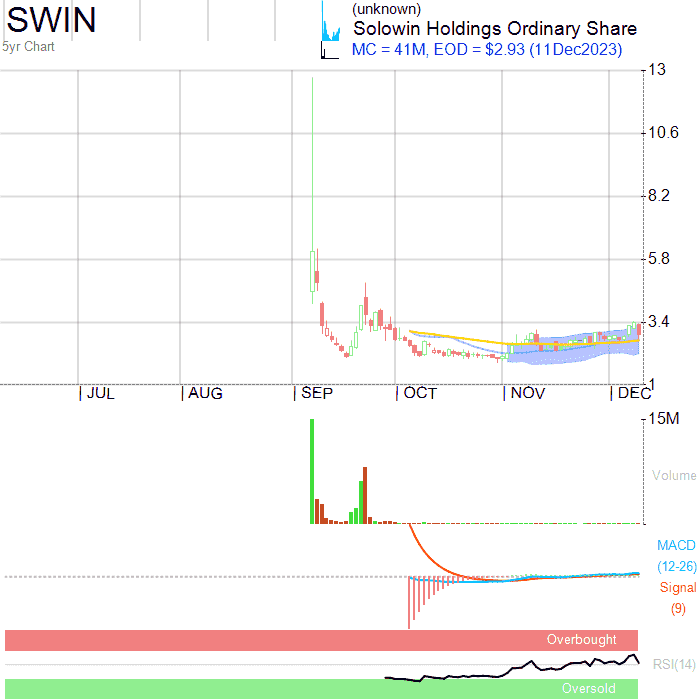 SWIN
(unknown)
Solowin Holdings Ordinary Share
5yr Chart
MC = 41M, EOD = $2.93 (11Dec2023)
13
10.6
8.2
5.8
3.4
1
JUL AUG SEP OCT NOV DEC
15M
Volume
MACD
(12-26)
Signal
(9)
Overbought
RSI(14)
Oversold